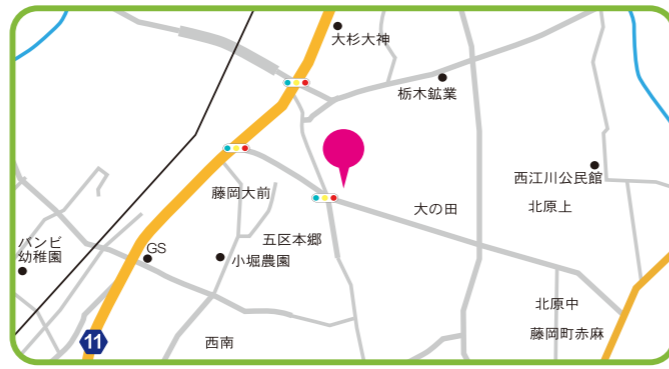 大杉大神
栃木鉱業
西江川公民館
藤岡大前
大の田
北原上
五区本郷
バンビ
幼稚園
GS
小堀農園
北原中
藤岡町赤麻
西南
11